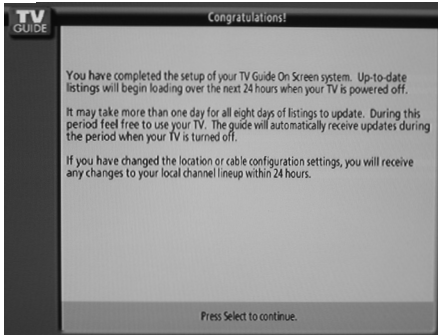 TV
GUIDE
Congratulations!
You have completed the setup of your TV Guide On Screen system. Up-to-date
listings will begin loading over the next 24 hours when your TV is powered off.
It may take more than one day for all eight days of listings to update. During this
period feel free to use your TV. The guide will automatically receive updates during
the period when your TV is turned off.
If you have changed the location or cable configuration settings, you will receive
any changes to your local channel lineup within 24 hours.
Press Select to continue.